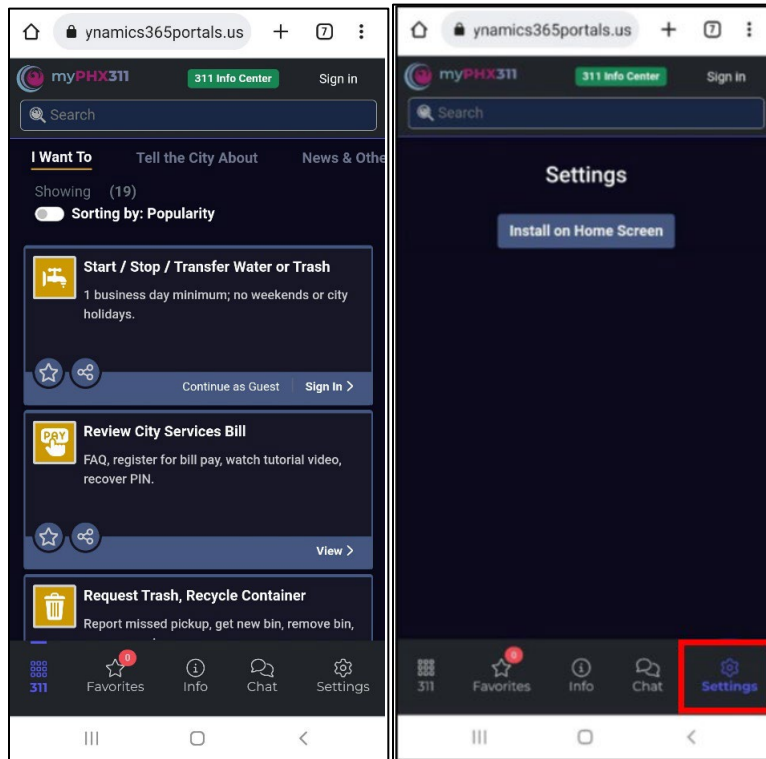 ynamics365portals.us
7
myPHX311
311 Info Center
Sign in
Search
I Want To
Tell the City About
News & Othe
Showing (19)
Sorting by: Popularity
Start / Stop / Transfer Water or Trash
1 business day minimum; no weekends or city
holidays.
Continue as Guest
Sign In >
PAY
Review City Services Bill
FAQ, register for bill pay, watch tutorial video,
recover PIN.
View >
Request Trash, Recycle Container
Report missed pickup, get new bin, remove bin,
0
311
Favorites
Info
Chat
Settings
ynamics365portals.us
7
myPHX311
311 Info Center
Sign in
Search
Settings
Install on Home Screen
0
311
Favorites
Info
Chat
Settings